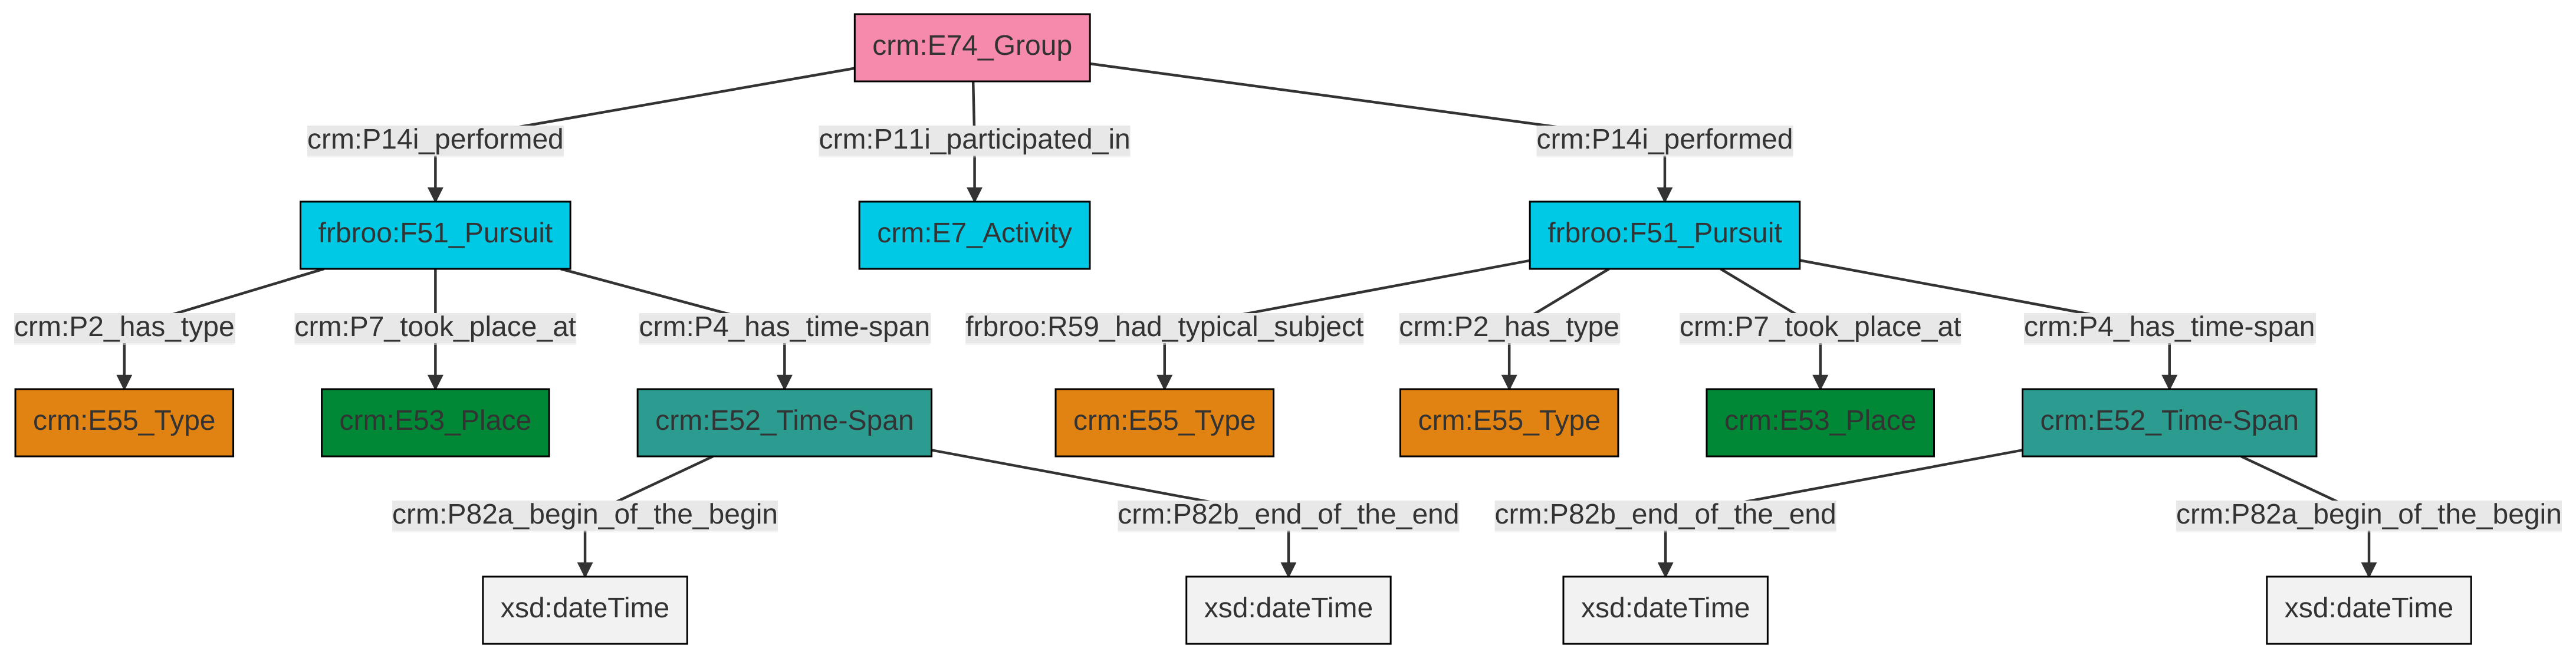 crm:E74_Group
crm:P14i_performed
crm:P11i_participated_in
crm:P14i_performed
frbroo:F51_Pursuit
crm:E7_Activity
frbroo:F51_Pursuit
crm:P2_has_type
crm:P7_took_place_at
crm:P4_has_time-span
frbroo:R59_had_typical_subject
crm:P2_has_type
crm:P7_took_place_at
crm:P4_has_time-span
crm:E55_Type
crm:E53_Place
crm:E52_Time-Span
crm:E55_Type
crm:E55_Type
crm:E53_Place
crm:E52_Time-Span
crm:P82a_begin_of_the_begin
crm:P82b_end_of_the_end
crm:P82b_end_of_the_end
crm:P82a_begin_of_the_begin
xsd:dateTime
xsd:dateTime
xsd:dateTime
xsd:dateTime